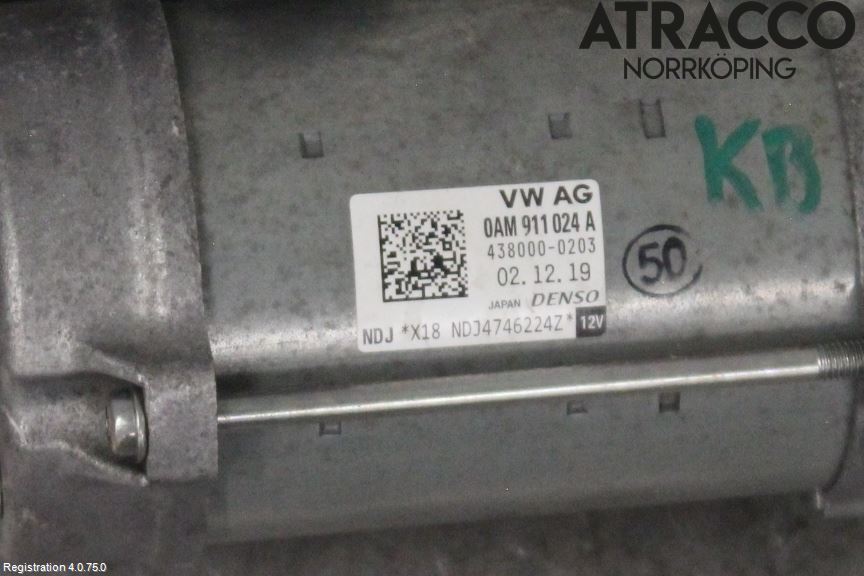 ATRACCO
NORRKÖPING
KB
VW AG
0AM 911 024 A
438000-0203
50
02.12.19
JAPAN DENSO
NDJ *X18 NDJ4746224Z* 12V
Registration 4.0.75.0